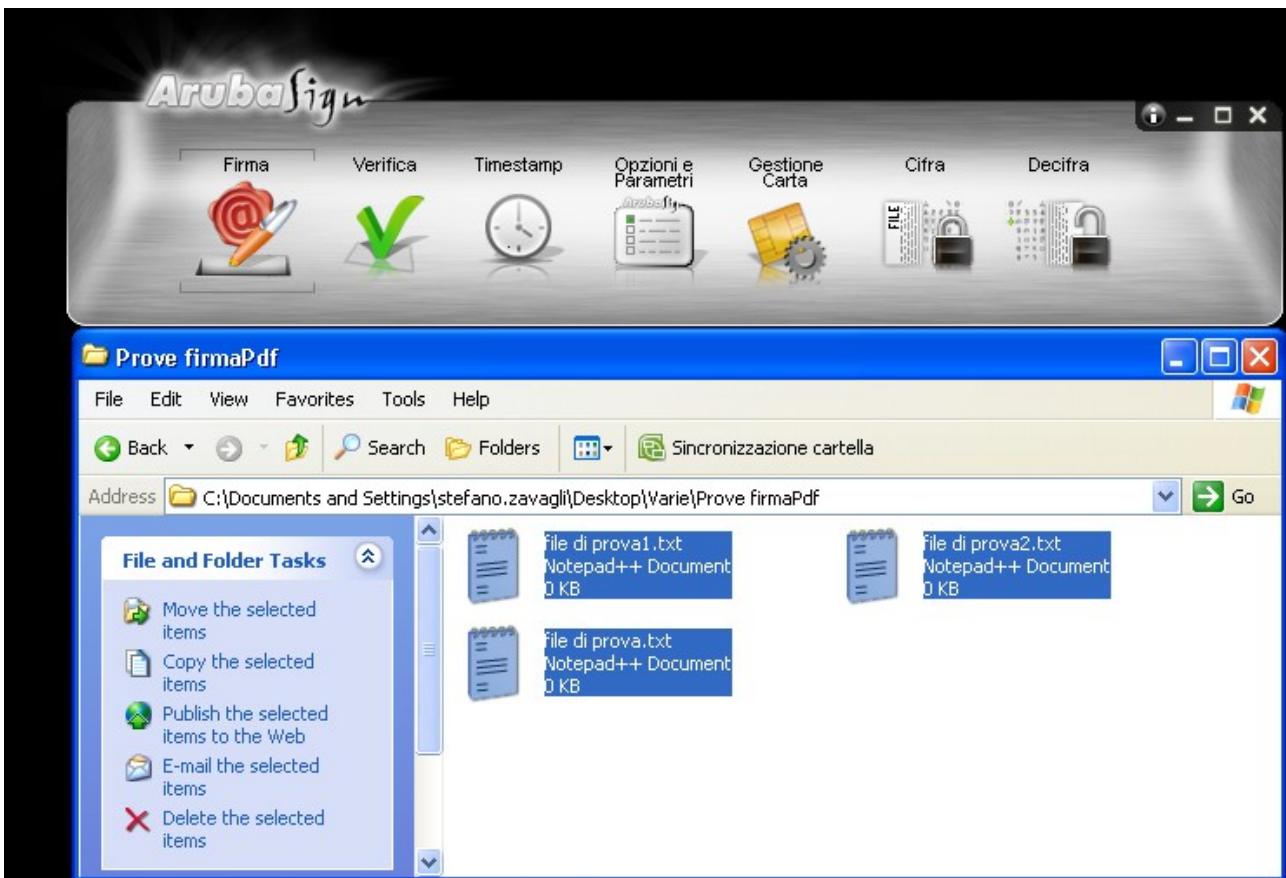 ArubaSign
Firma
Verifica
Timestamp
Opzioni e
Parametri
Gestione
Carta
Cifra
Decifra
ArubaSign
FILE
Prove firmaPdf
File Edit View Favorites Tools Help
Back Search Folders Sincronizzazione cartella
Address C:\Documents and Settings\stefano.zavagli\Desktop\Varie\Prove firmaPdf Go
File and Folder Tasks
Move the selected
items
Copy the selected
items
Publish the selected
items to the Web
E-mail the selected
items
Delete the selected
items
file di prova1.txt
Notepad++ Document
0 KB
file di prova2.txt
Notepad++ Document
0 KB
file di prova.txt
Notepad++ Document
0 KB